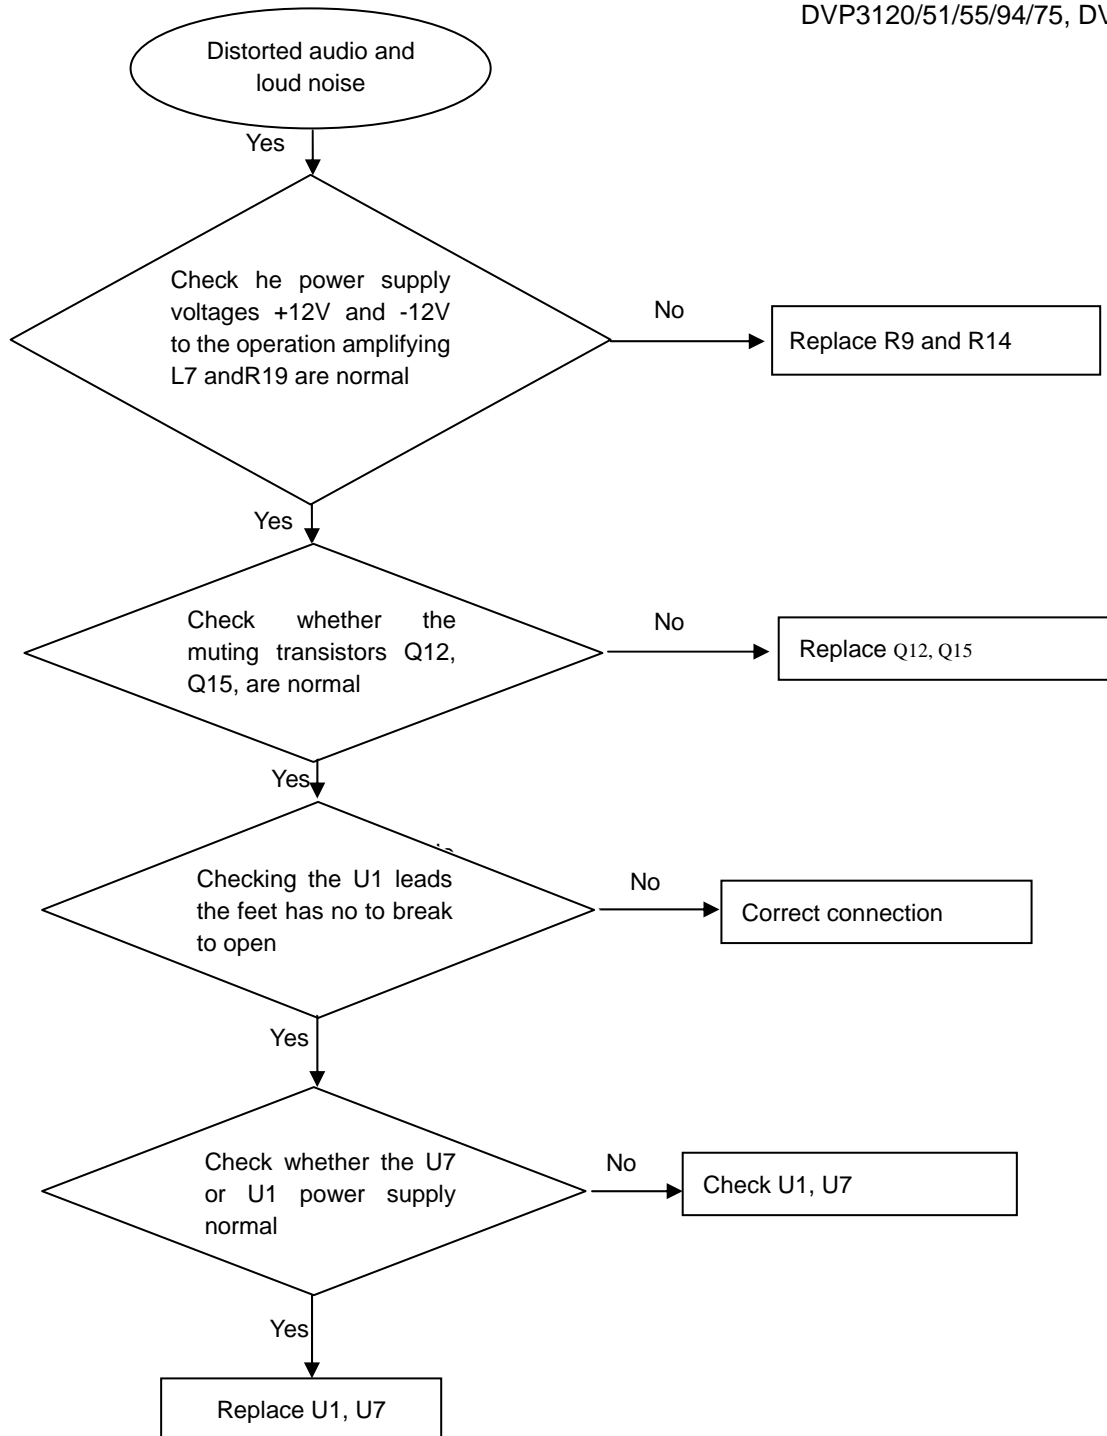 DVP3120/51/55/94/75, DV
Distorted audio and
loud noise
Yes
Check he power supply
voltages +12V and -12V
to the operation amplifying
L7 andR19 are normal
No
Replace R9 and R14
Yes
Check whether the
muting transistors Q12,
Q15, are normal
No
Replace Q12, Q15
Yes
Checking the U1 leads
the feet has no to break
to open
No
Correct connection
Yes
Check whether the U7
or U1 power supply
normal
No
Check U1, U7
Yes
Replace U1, U7